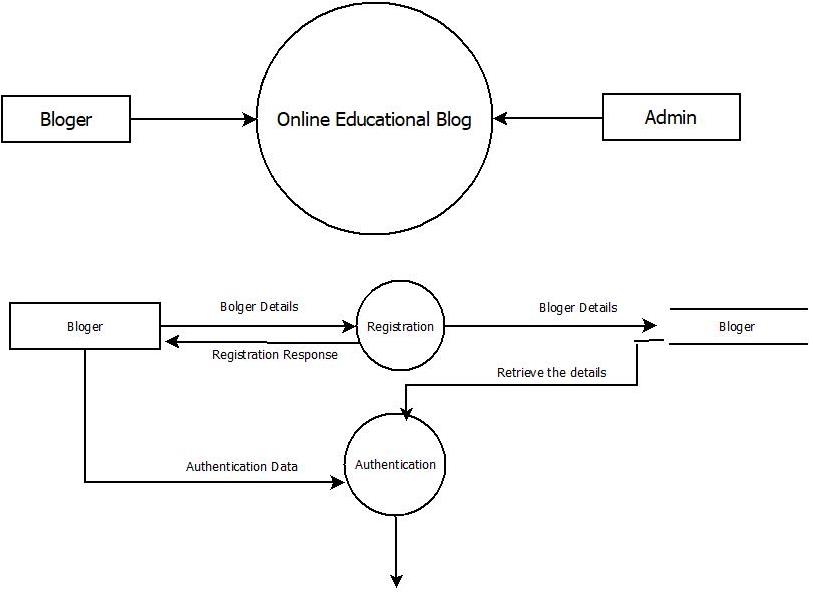 Bloger
Online Educational Blog
Admin
Bolger Details
Bloger Details
Bloger
Registration
Bloger
Registration Response
Retrieve the details
Authentication Data
Authentication